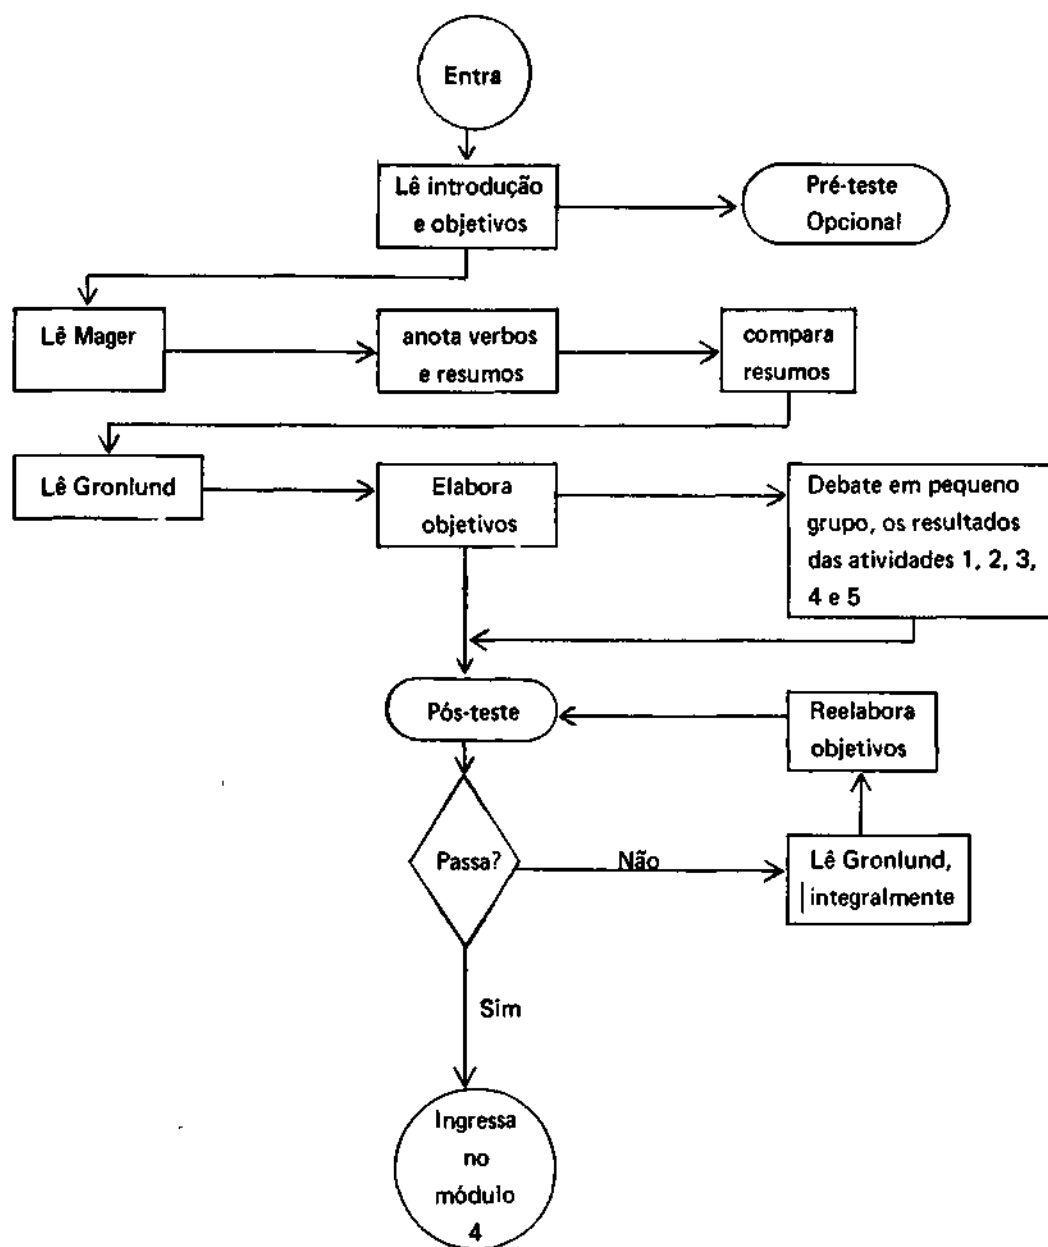 Entra
Lê introdução
e objetivos
Pré-teste
Opcional
Lê Mager
anota verbos
e resumos
compara
resumos
Lê Gronlund
Elabora
objetivos
Debate em pequeno
grupo, os resultados
das atividades 1, 2, 3,
4 e 5
Pós-teste
Reelabora
objetivos
Passa?
Não
Lê Gronlund,
integralmente
Sim
Ingressa
no
módulo
4